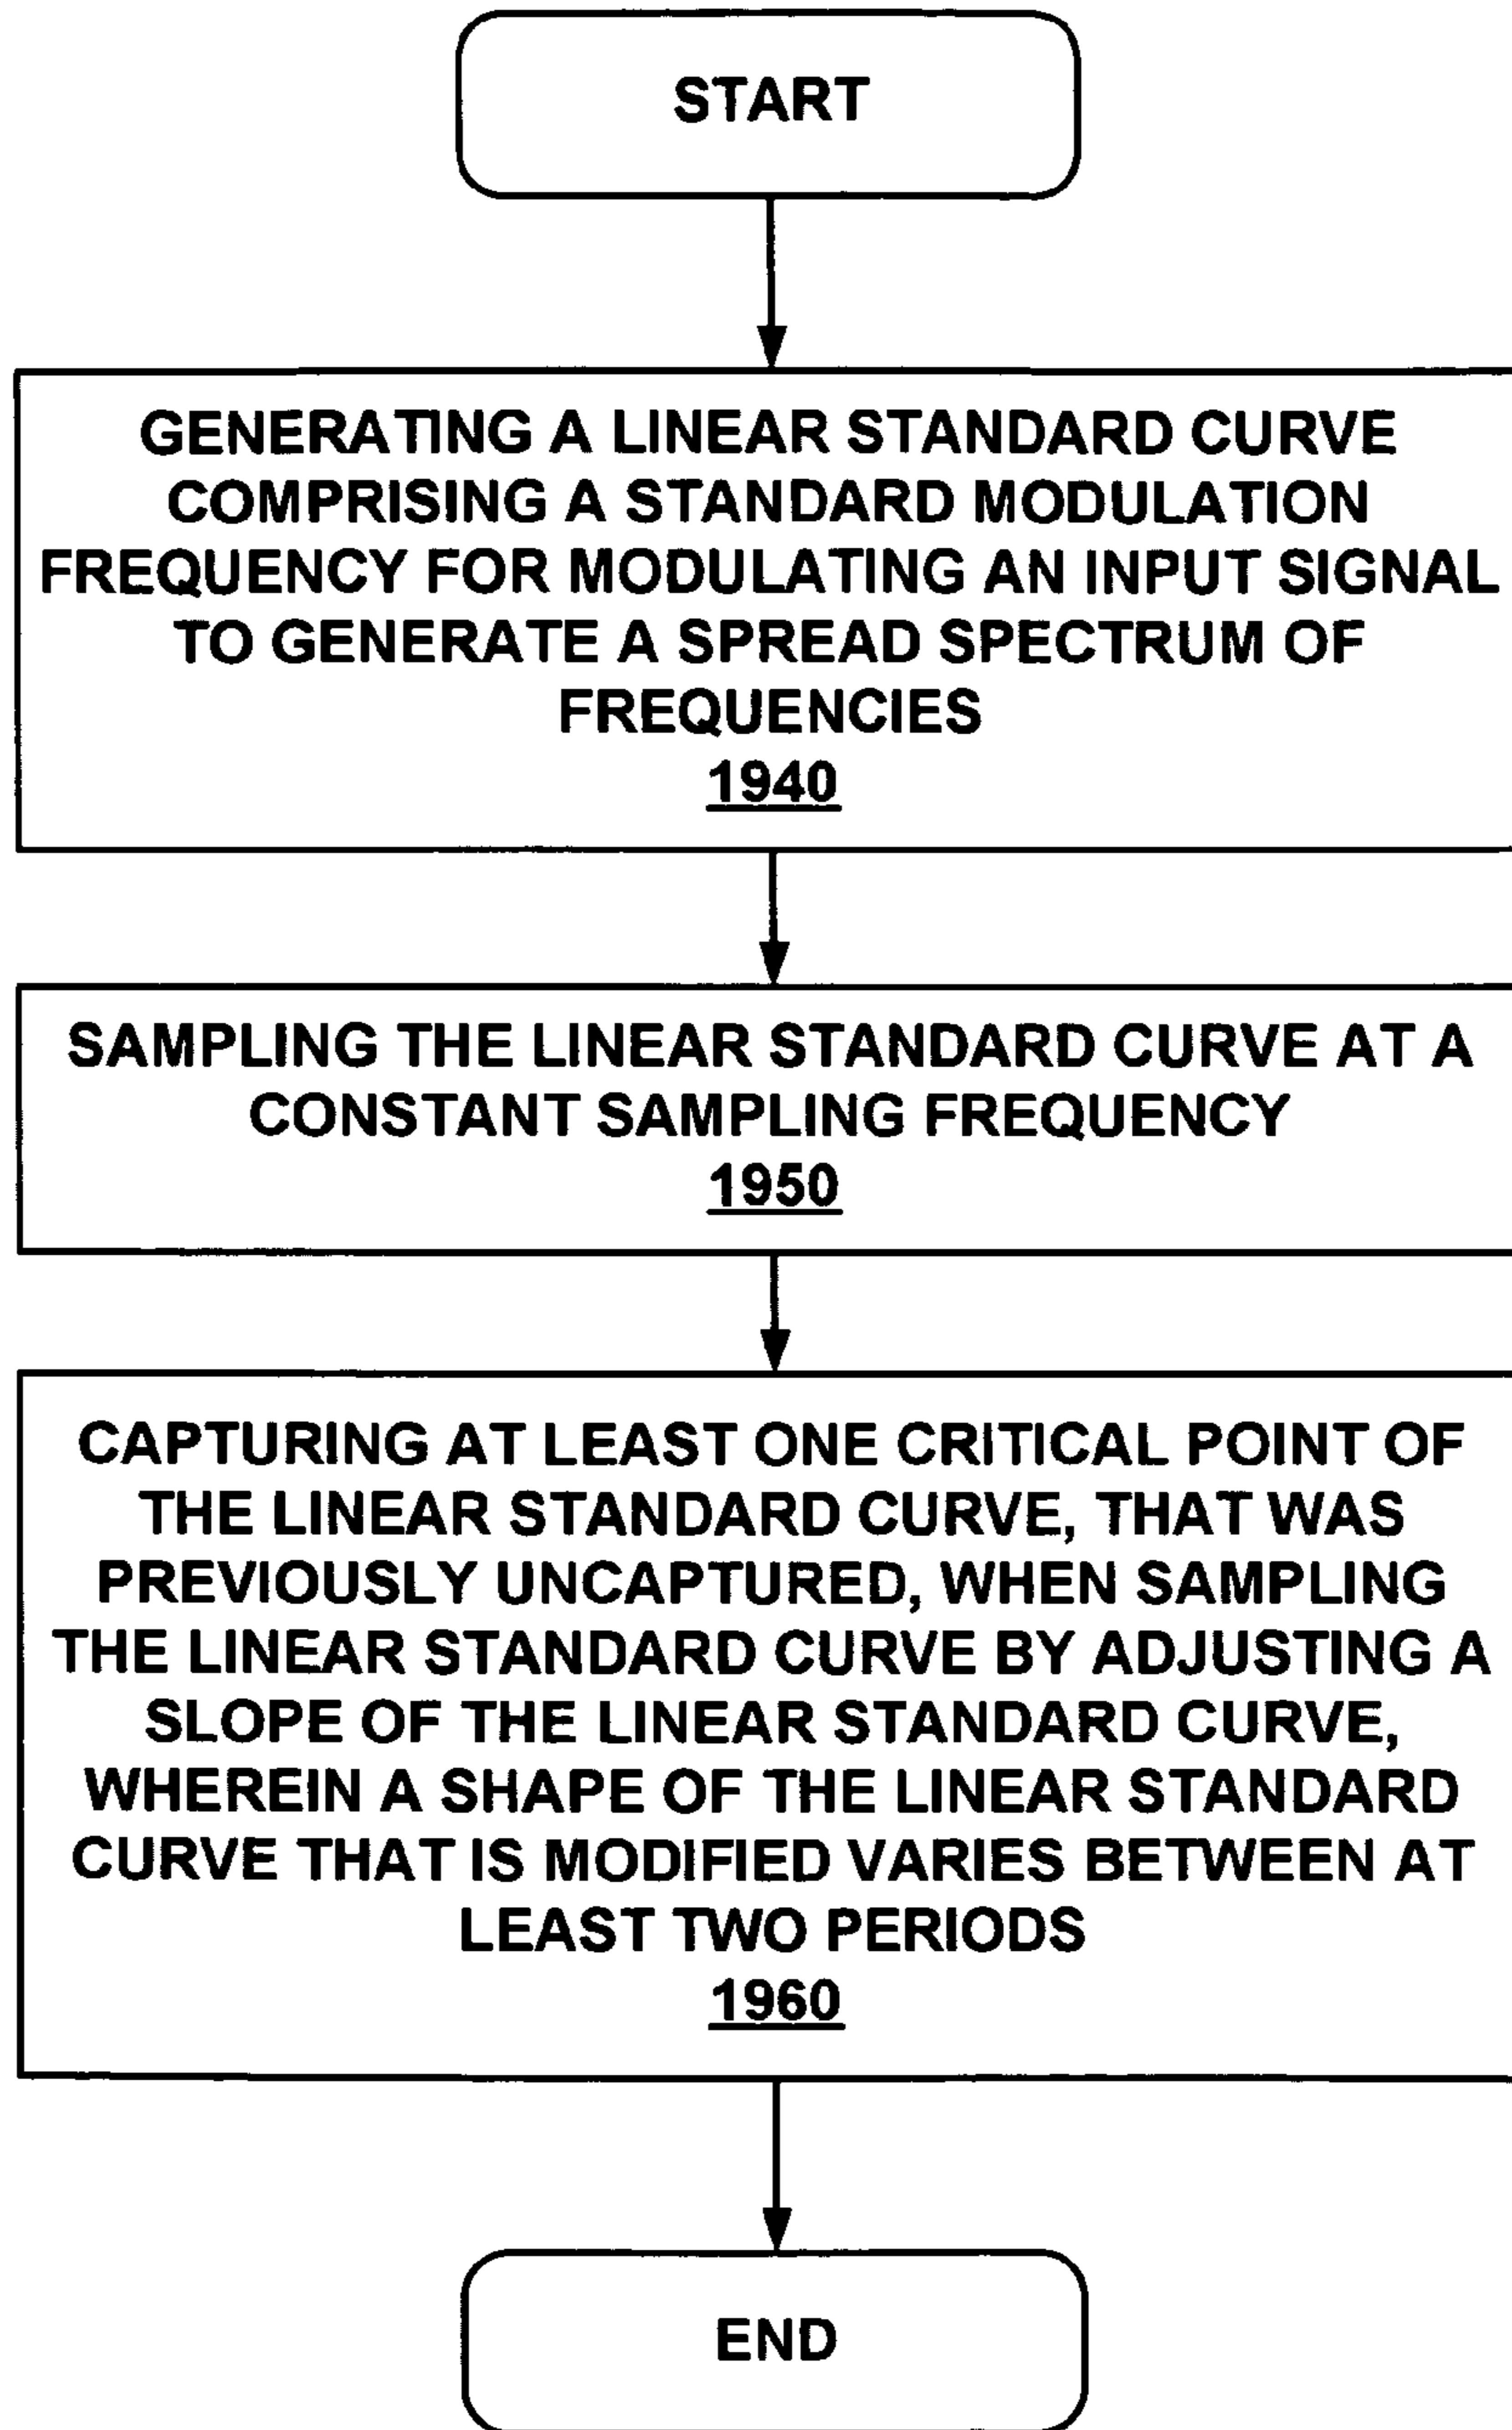 START
GENERATING A LINEAR STANDARD CURVE
COMPRISING A STANDARD MODULATION
FREQUENCY FOR MODULATING AN INPUT SIGNAL
TO GENERATE A SPREAD SPECTRUM OF
FREQUENCIES
1940
SAMPLING THE LINEAR STANDARD CURVE AT A
CONSTANT SAMPLING FREQUENCY
1950
CAPTURING AT LEAST ONE CRITICAL POINT OF
THE LINEAR STANDARD CURVE, THAT WAS
PREVIOUSLY UNCAPTURED, WHEN SAMPLING
THE LINEAR STANDARD CURVE BY ADJUSTING A
SLOPE OF THE LINEAR STANDARD CURVE,
WHEREIN A SHAPE OF THE LINEAR STANDARD
CURVE THAT IS MODIFIED VARIES BETWEEN AT
LEAST TWO PERIODS
1960
END